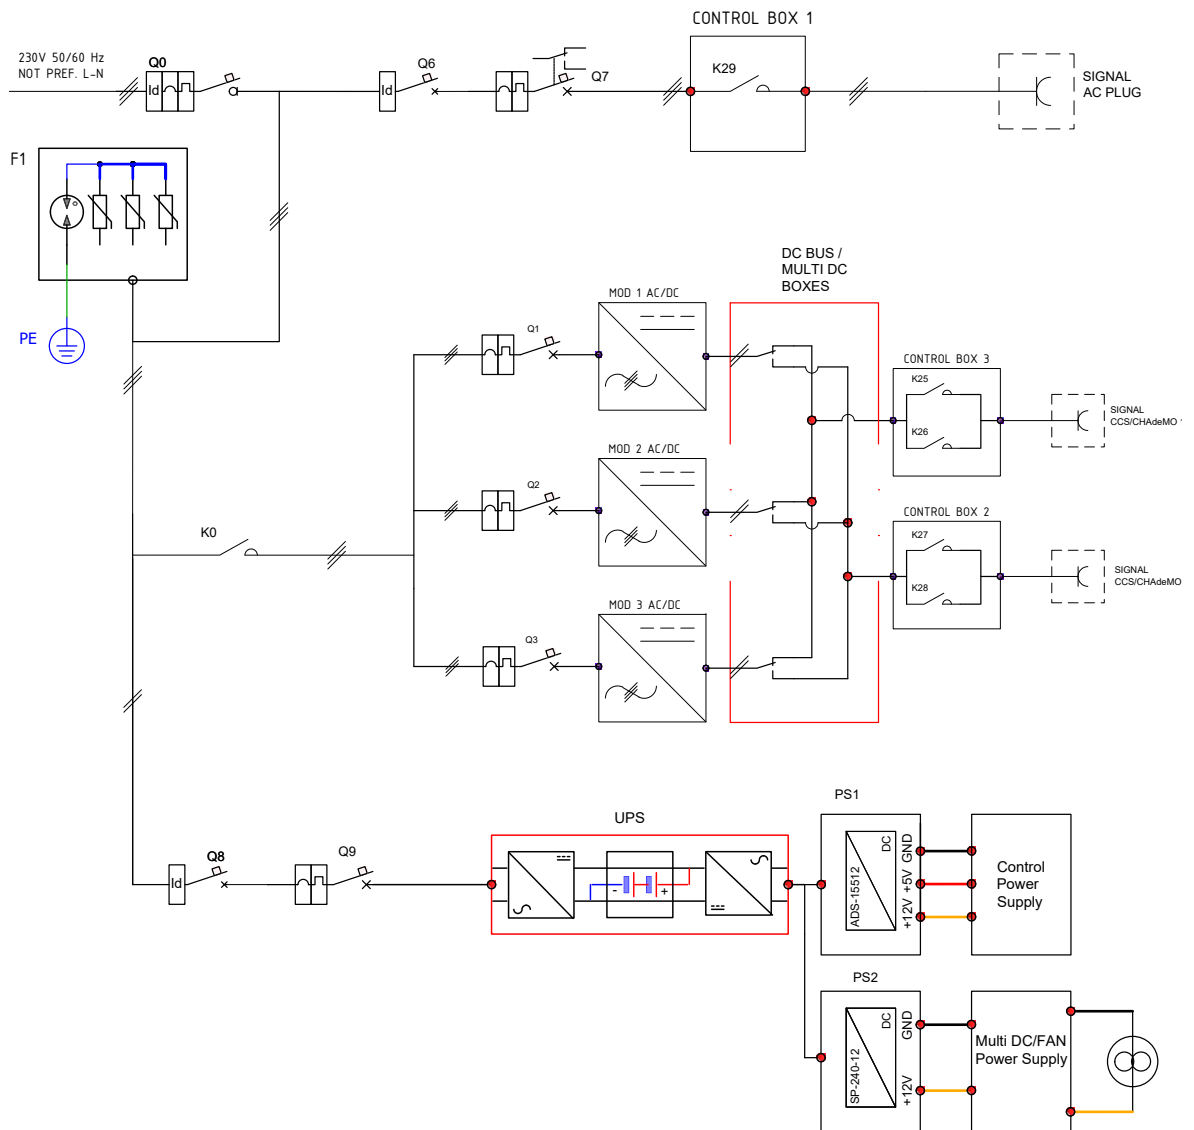 CONTROL BOX 1
230V 50/60 Hz
NOT PREF. L-N
Q0
Id
Q6
Id
Q7
K29
SIGNAL
AC PLUG
F1
PE
DC BUS /
MULTI DC
BOXES
MOD 1 AC/DC
Q1
CONTROL BOX 3
K25
K26
SIGNAL
CCS/CHAdeMO 1
MOD 2 AC/DC
Q2
K0
CONTROL BOX 2
K27
K28
SIGNAL
CCS/CHAdeMO
MOD 3 AC/DC
Q3
UPS
Q8
Id
Q9
- +
PS1
ADS-15512
DC
GND
+5V
+12V
Control
Power
Supply
PS2
SP-240-12
DC
GND
+12V
Multi DC/FAN
Power Supply